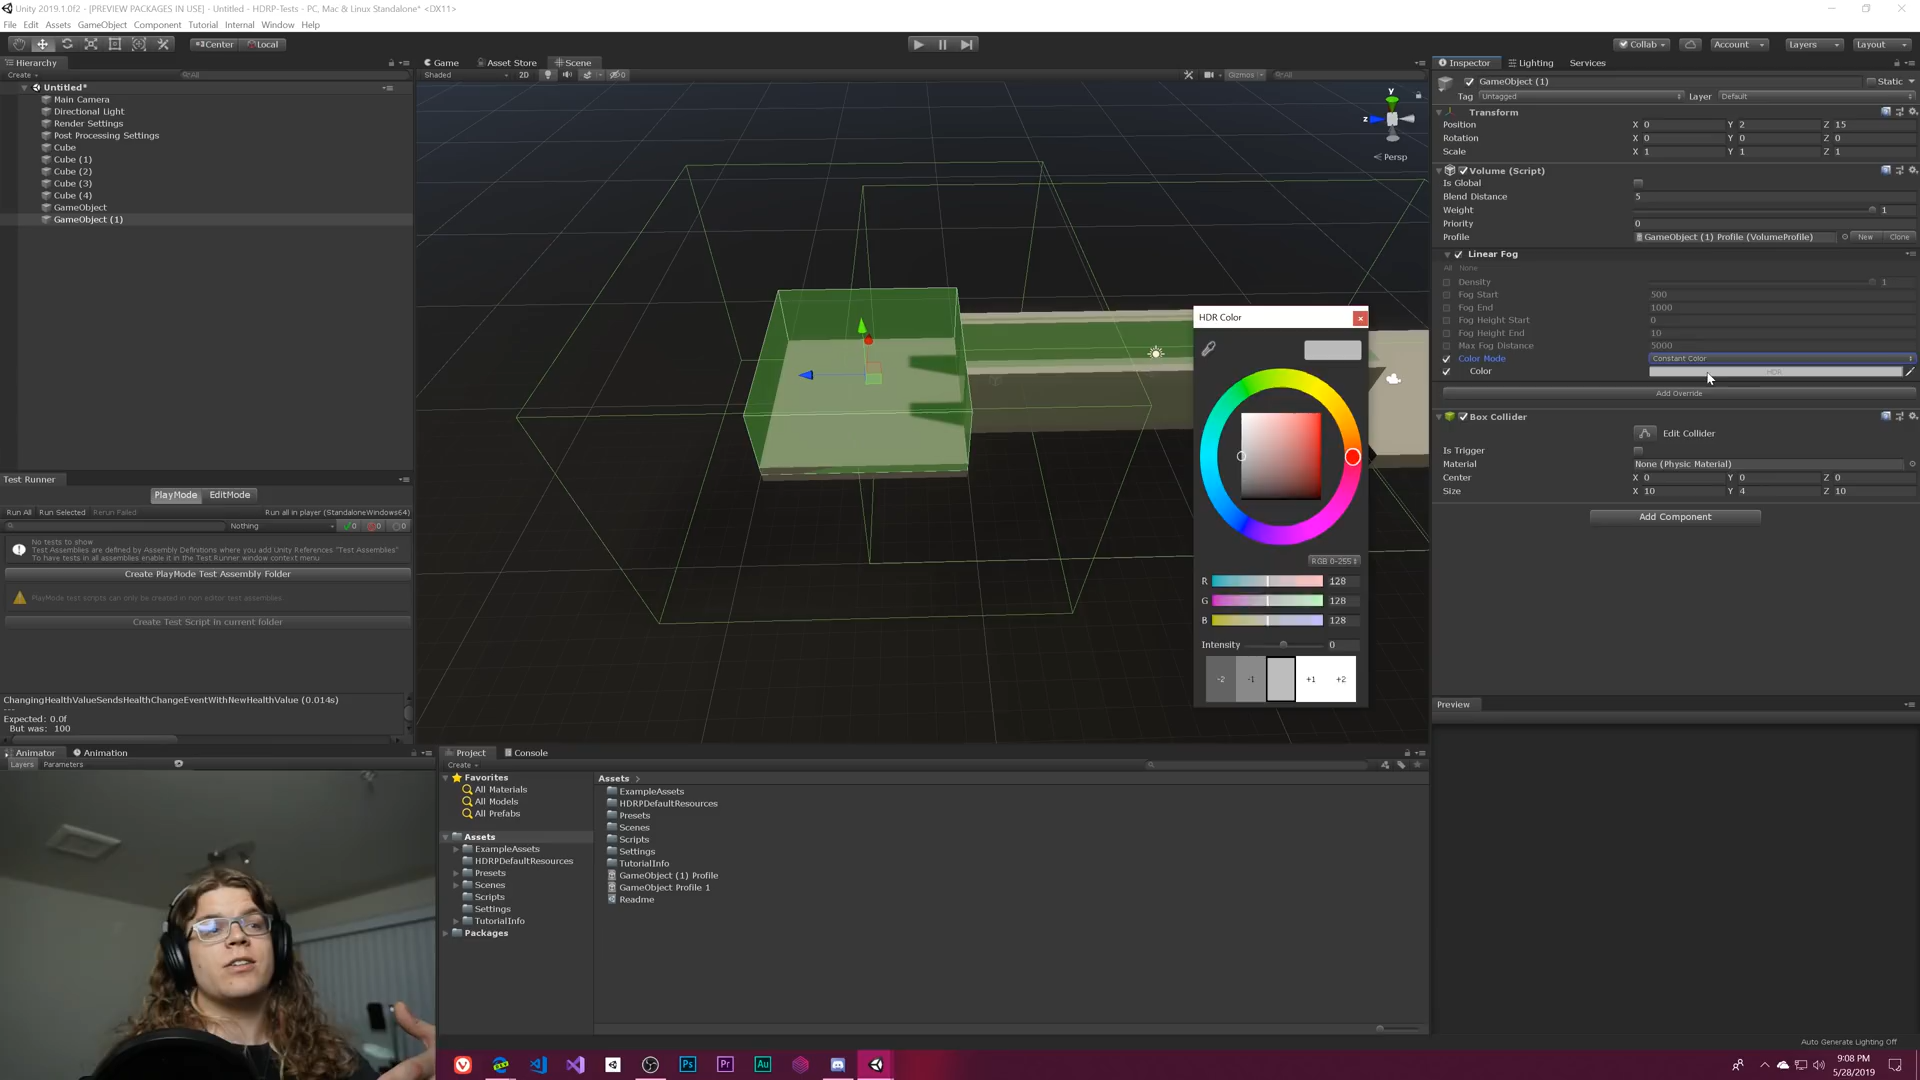 Unity 2019.1.0f2 - [PREVIEW PACKAGES IN USE] - Untitled - HDRP-Tests - PC, Mac & Linux Standalone* <DX11>
File Edit Assets GameObject Component Tutorial Internal Window Help
Center Local
Collab Account Layers Layout
Hierarchy
Create All
Untitled*
Main Camera
Directional Light
Render Settings
Post Processing Settings
Cube
Cube (1)
Cube (2)
Cube (3)
Cube (4)
GameObject
GameObject (1)
Game Asset Store Scene
Shaded 2D 0 Gizmos All
y
z
Persp
HDR Color
RGB 0-255
R 128
G 128
B 128
Intensity 0
-2 -1 +1 +2
Inspector Lighting Services
GameObject (1) Static
Tag Untagged Layer Default
Transform
Position X 0 Y 2 Z 15
Rotation X 0 Y 0 Z 0
Scale X 1 Y 1 Z 1
Volume (Script)
Is Global
Blend Distance 5
Weight 1
Priority 0
Profile GameObject (1) Profile (VolumeProfile) New Clone
Linear Fog
All None
Density 1
Fog Start 500
Fog End 1000
Fog Height Start 0
Fog Height End 10
Max Fog Distance 5000
Color Mode Constant Color
Color HDR
Add Override
Box Collider
Edit Collider
Is Trigger
Material None (Physic Material)
Center X 0 Y 0 Z 0
Size X 10 Y 4 Z 10
Add Component
Preview
Test Runner
PlayMode EditMode
Run All Run Selected Rerun Failed Run all in player (StandaloneWindows64)
Nothing 0 0 0
No tests to show
Test Assemblies are defined by Assembly Definitions where you add Unity References "Test Assemblies"
To have tests in all assemblies enable it in the Test Runner window context menu
Create PlayMode Test Assembly Folder
PlayMode test scripts can only be created in non editor test assemblies.
Create Test Script in current folder
ChangingHealthValueSendsHealthChangeEventWithNewHealthValue (0.014s)
---
Expected: 0.0f
But was: 100
Animator Animation
Layers Parameters
Project Console
Create
Favorites
All Materials
All Models
All Prefabs
Assets
ExampleAssets
HDRPDefaultResources
Presets
Scenes
Scripts
Settings
TutorialInfo
Packages
Assets
ExampleAssets
HDRPDefaultResources
Presets
Scenes
Scripts
Settings
TutorialInfo
GameObject (1) Profile
GameObject Profile 1
Readme
Auto Generate Lighting Off
Ps Pr Au
9:08 PM
5/28/2019